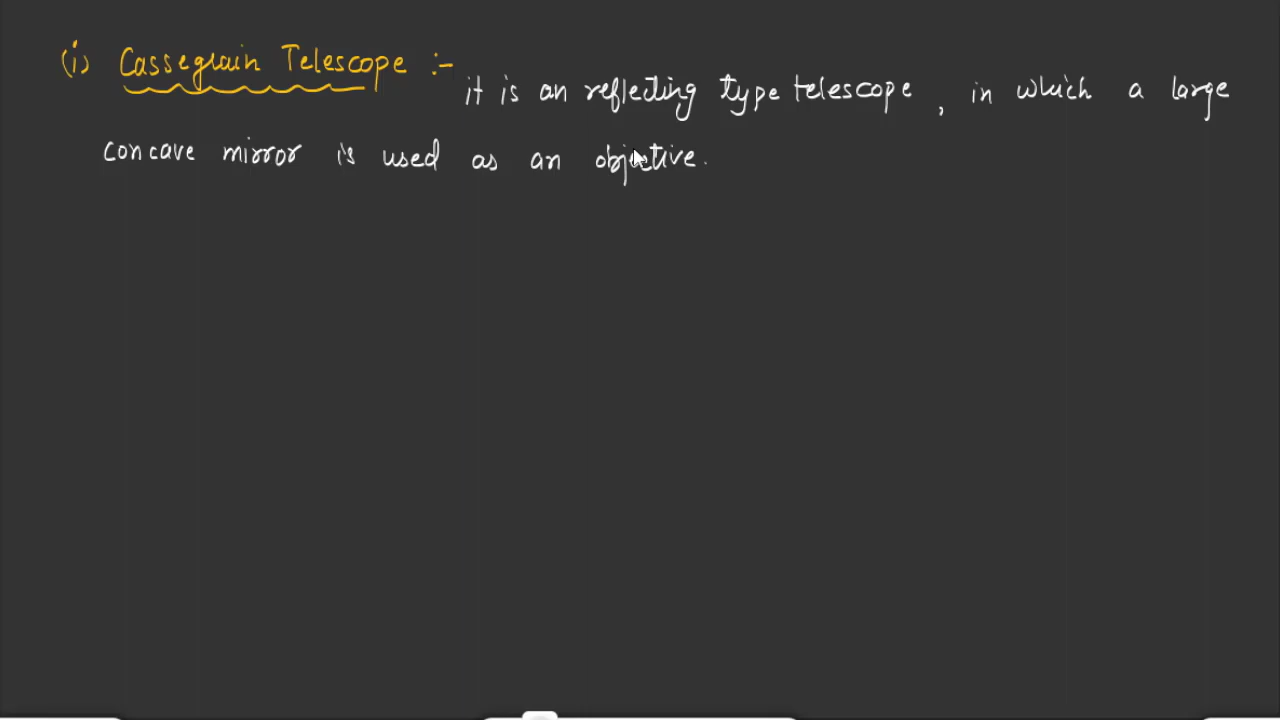 (i) Cassegrain Telescope :- it is an reflecting type telescope, in which a large
concave mirror is used as an objective.